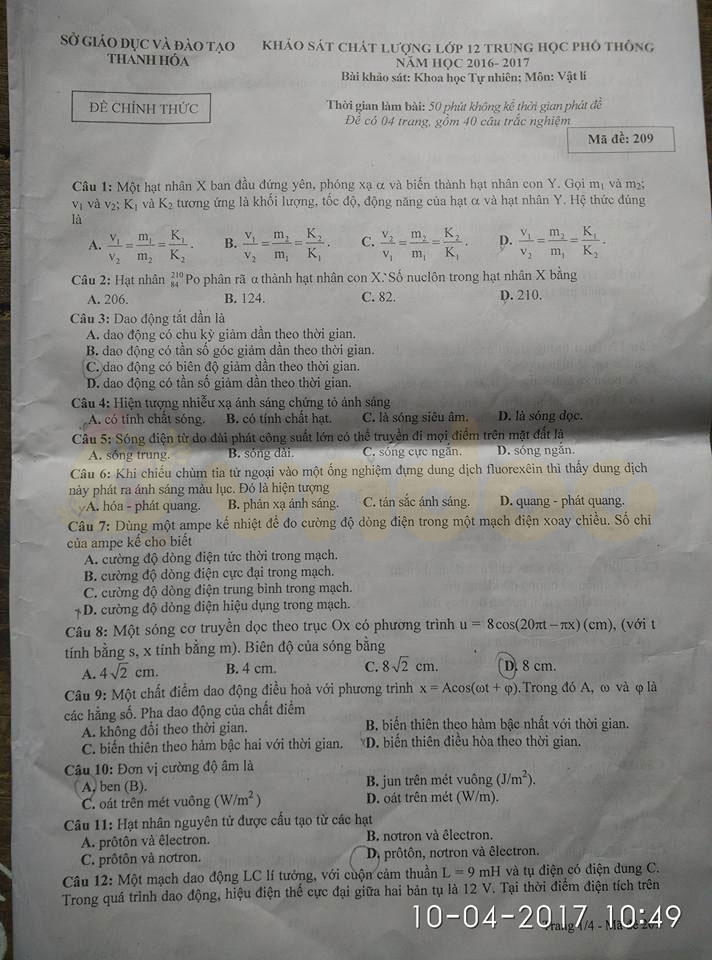 SỞ GIÁO DỤC VÀ ĐÀO TẠO
THANH HÓA
ĐỀ CHÍNH THỨC
KHẢO SÁT CHẤT LƯỢNG LỚP 12 TRUNG HỌC PHỔ THÔNG
NĂM HỌC 2016- 2017
Bài khảo sát: Khoa học Tự nhiên; Môn: Vật lí
Thời gian làm bài: 50 phút không kể thời gian phát đề
Đề có 04 trang, gồm 40 câu trắc nghiệm
Mã đề: 209
Câu 1: Một hạt nhân X ban đầu đứng yên, phóng xạ α và biến thành hạt nhân con Y. Gọi m₁ và m₂;
v₁ và v₂; K₁ và K₂ tương ứng là khối lượng, tốc độ, động năng của hạt α và hạt nhân Y. Hệ thức đúng
là
A. v₁/v₂ = m₁/m₂ = K₁/K₂. B. v₁/v₂ = m₂/m₁ = K₂/K₁. C. v₂/v₁ = m₂/m₁ = K₂/K₁. D. v₁/v₂ = m₂/m₁ = K₁/K₂.
Câu 2: Hạt nhân ²¹⁰₈₄Po phân rã α thành hạt nhân con X. Số nuclôn trong hạt nhân X bằng
A. 206. B. 124. C. 82. D. 210.
Câu 3: Dao động tắt dần là
A. dao động có chu kỳ giảm dần theo thời gian.
B. dao động có tần số góc giảm dần theo thời gian.
C. dao động có biên độ giảm dần theo thời gian.
D. dao động có tần số giảm dần theo thời gian.
Câu 4: Hiện tượng nhiễu xạ ánh sáng chứng tỏ ánh sáng
A. có tính chất sóng. B. có tính chất hạt. C. là sóng siêu âm. D. là sóng dọc.
Câu 5: Sóng điện từ do đài phát công suất lớn có thể truyền đi mọi điểm trên mặt đất là
A. sóng trung. B. sóng dài. C. sóng cực ngắn. D. sóng ngắn.
Câu 6: Khi chiếu chùm tia tử ngoại vào một ống nghiệm đựng dung dịch fluorexêin thì thấy dung dịch
này phát ra ánh sáng màu lục. Đó là hiện tượng
A. hóa - phát quang. B. phản xạ ánh sáng. C. tán sắc ánh sáng. D. quang - phát quang.
Câu 7: Dùng một ampe kế nhiệt để đo cường độ dòng điện trong một mạch điện xoay chiều. Số chỉ
của ampe kế cho biết
A. cường độ dòng điện tức thời trong mạch.
B. cường độ dòng điện cực đại trong mạch.
C. cường độ dòng điện trung bình trong mạch.
D. cường độ dòng điện hiệu dụng trong mạch.
Câu 8: Một sóng cơ truyền dọc theo trục Ox có phương trình u = 8cos(20πt − πx) (cm), (với t
tính bằng s, x tính bằng m). Biên độ của sóng bằng
A. 4√2 cm. B. 4 cm. C. 8√2 cm. D. 8 cm.
Câu 9: Một chất điểm dao động điều hoà với phương trình x = Acos(ωt + φ).Trong đó A, ω và φ là
các hằng số. Pha dao động của chất điểm
A. không đổi theo thời gian. B. biến thiên theo hàm bậc nhất với thời gian.
C. biến thiên theo hàm bậc hai với thời gian. D. biến thiên điều hòa theo thời gian.
Câu 10: Đơn vị cường độ âm là
A. ben (B). B. jun trên mét vuông (J/m²).
C. oát trên mét vuông (W/m²) D. oát trên mét (W/m).
Câu 11: Hạt nhân nguyên tử được cấu tạo từ các hạt
A. prôtôn và êlectron. B. nơtron và êlectron.
C. prôtôn và nơtron. D. prôtôn, nơtron và êlectron.
Câu 12: Một mạch dao động LC lí tưởng, với cuộn cảm thuần L = 9 mH và tụ điện có điện dung C.
Trong quá trình dao động, hiệu điện thế cực đại giữa hai bản tụ là 12 V. Tại thời điểm điện tích trên
10-04-2017 10:49
Trang 1/4 - Mã đề 209